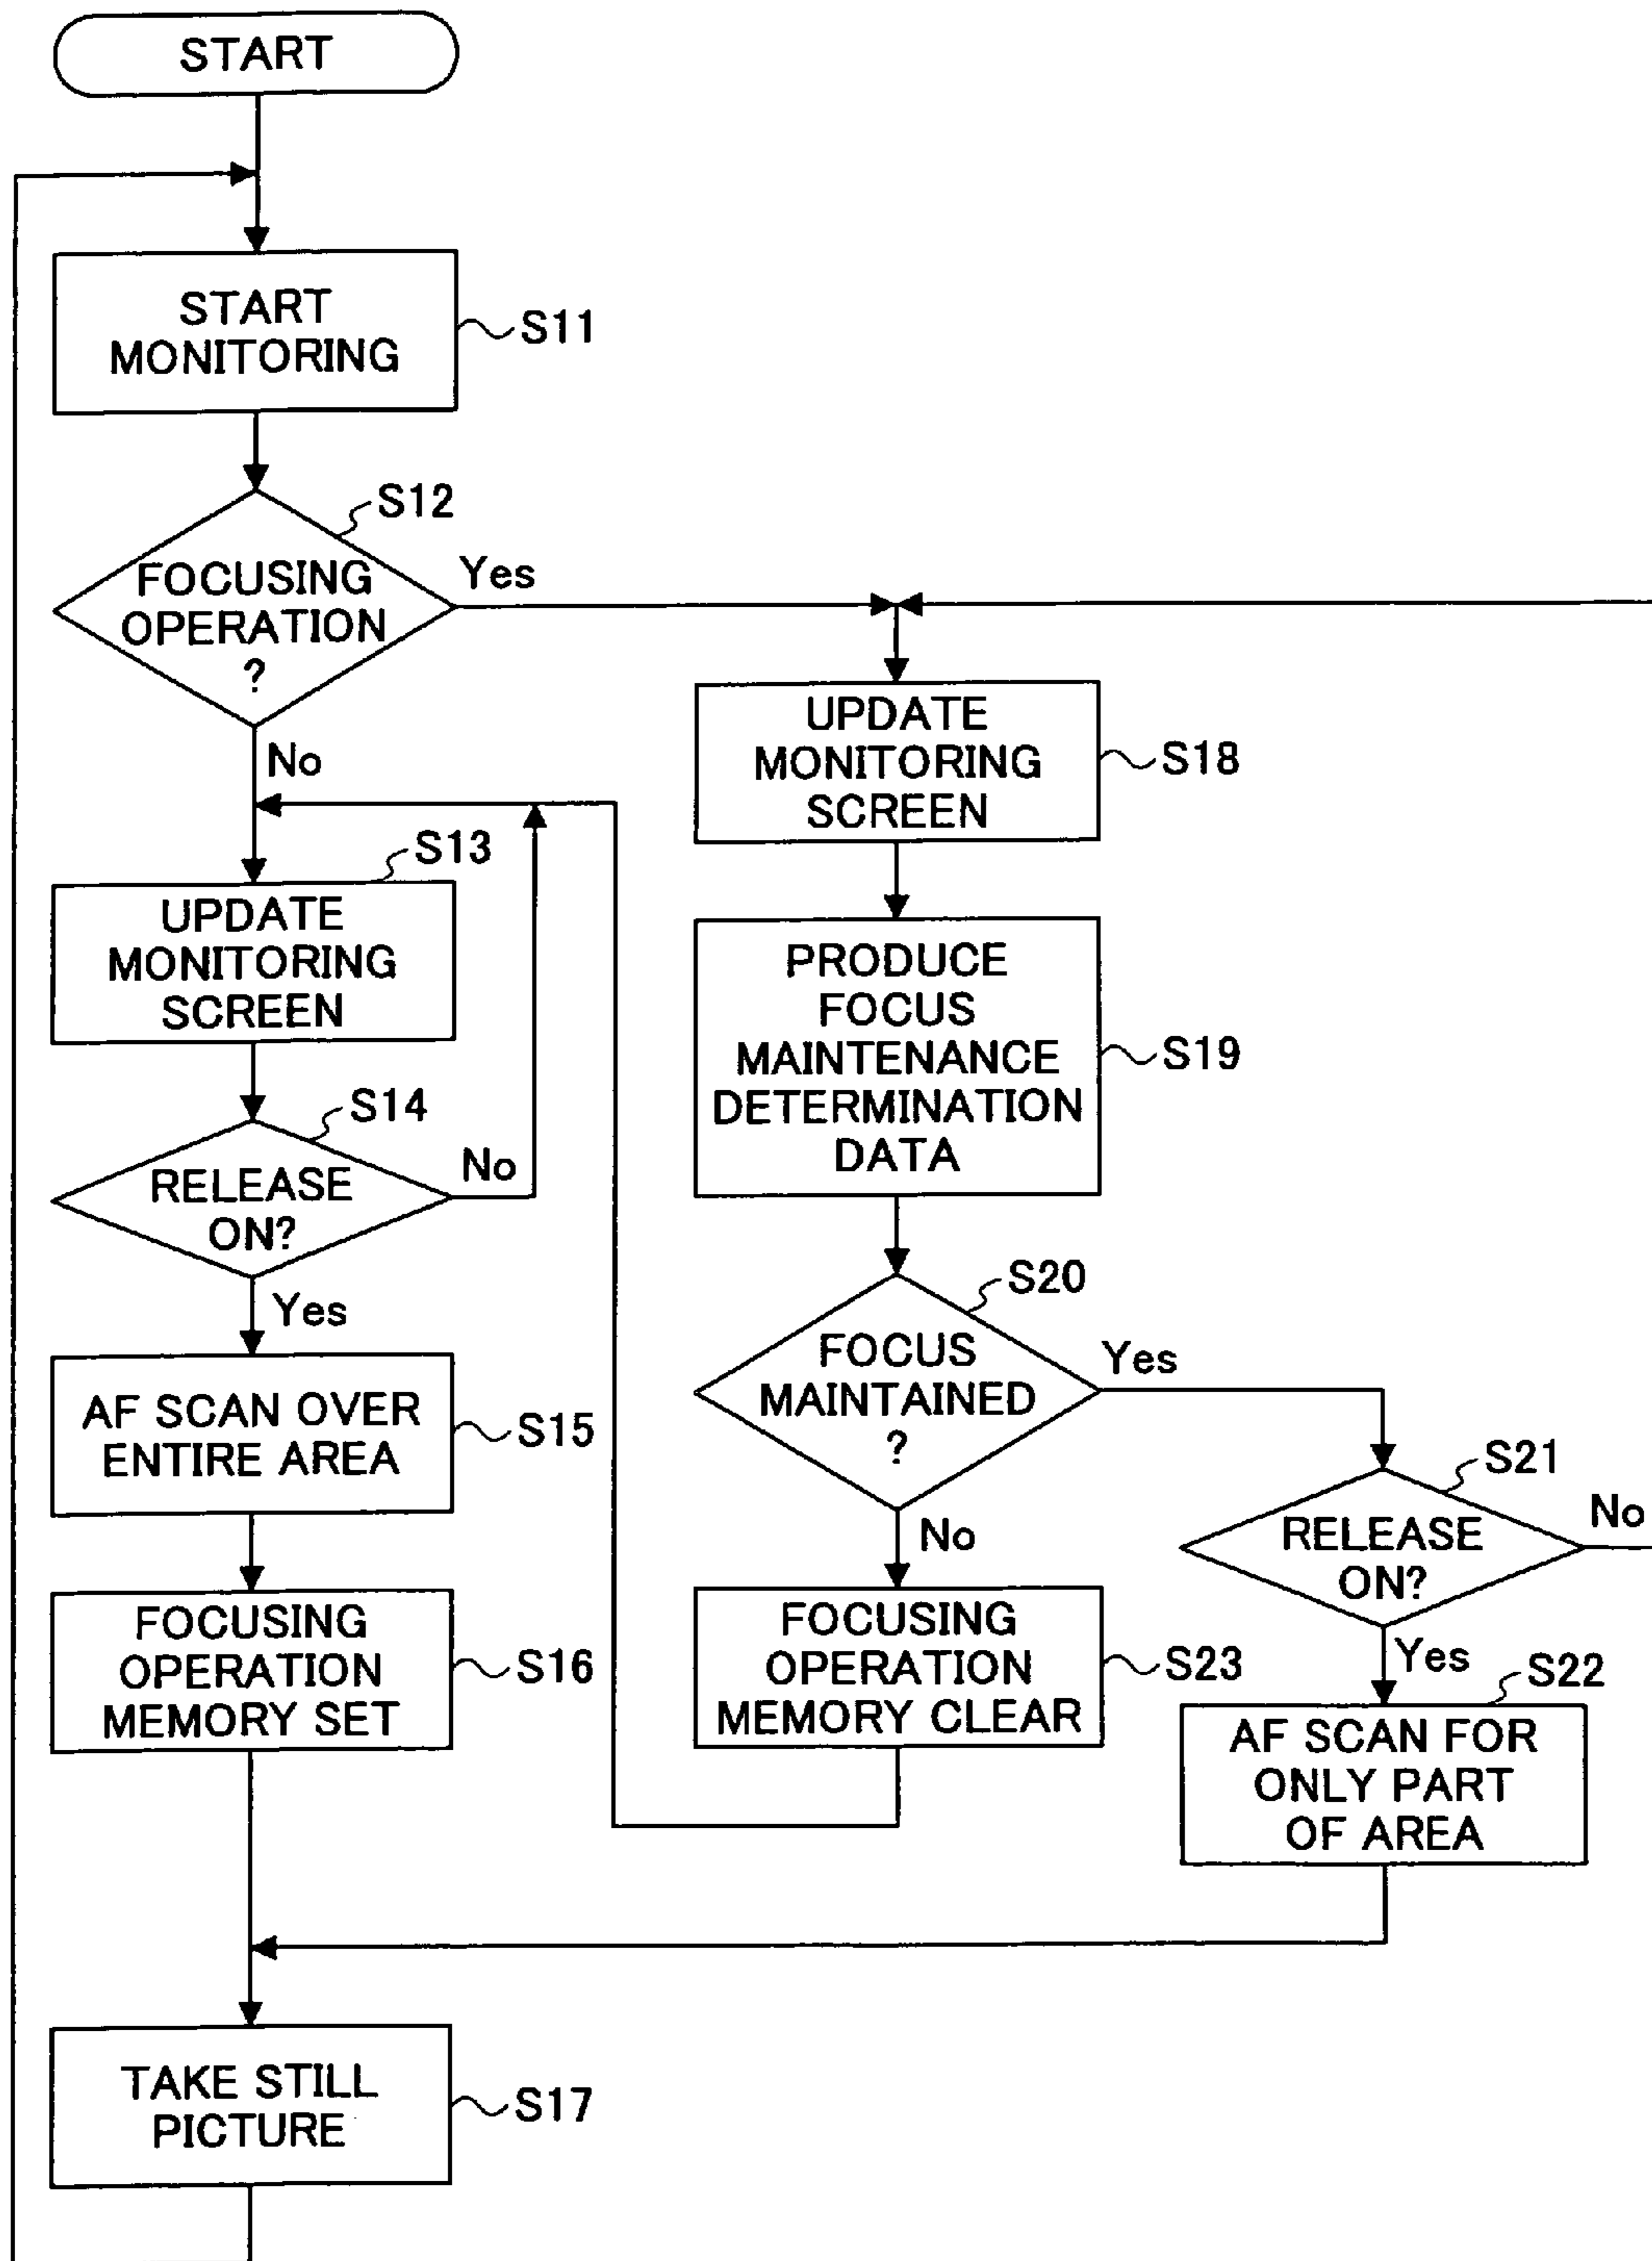 START
START
MONITORING
S11
S12
FOCUSING
OPERATION
?
Yes
No
S13
UPDATE
MONITORING
SCREEN
S14
RELEASE
ON?
No
Yes
AF SCAN OVER
ENTIRE AREA
S15
FOCUSING
OPERATION
MEMORY SET
S16
TAKE STILL
PICTURE
S17
UPDATE
MONITORING
SCREEN
S18
PRODUCE
FOCUS
MAINTENANCE
DETERMINATION
DATA
S19
S20
FOCUS
MAINTAINED
?
Yes
No
FOCUSING
OPERATION
MEMORY CLEAR
S23
S21
RELEASE
ON?
No
Yes
S22
AF SCAN FOR
ONLY PART
OF AREA